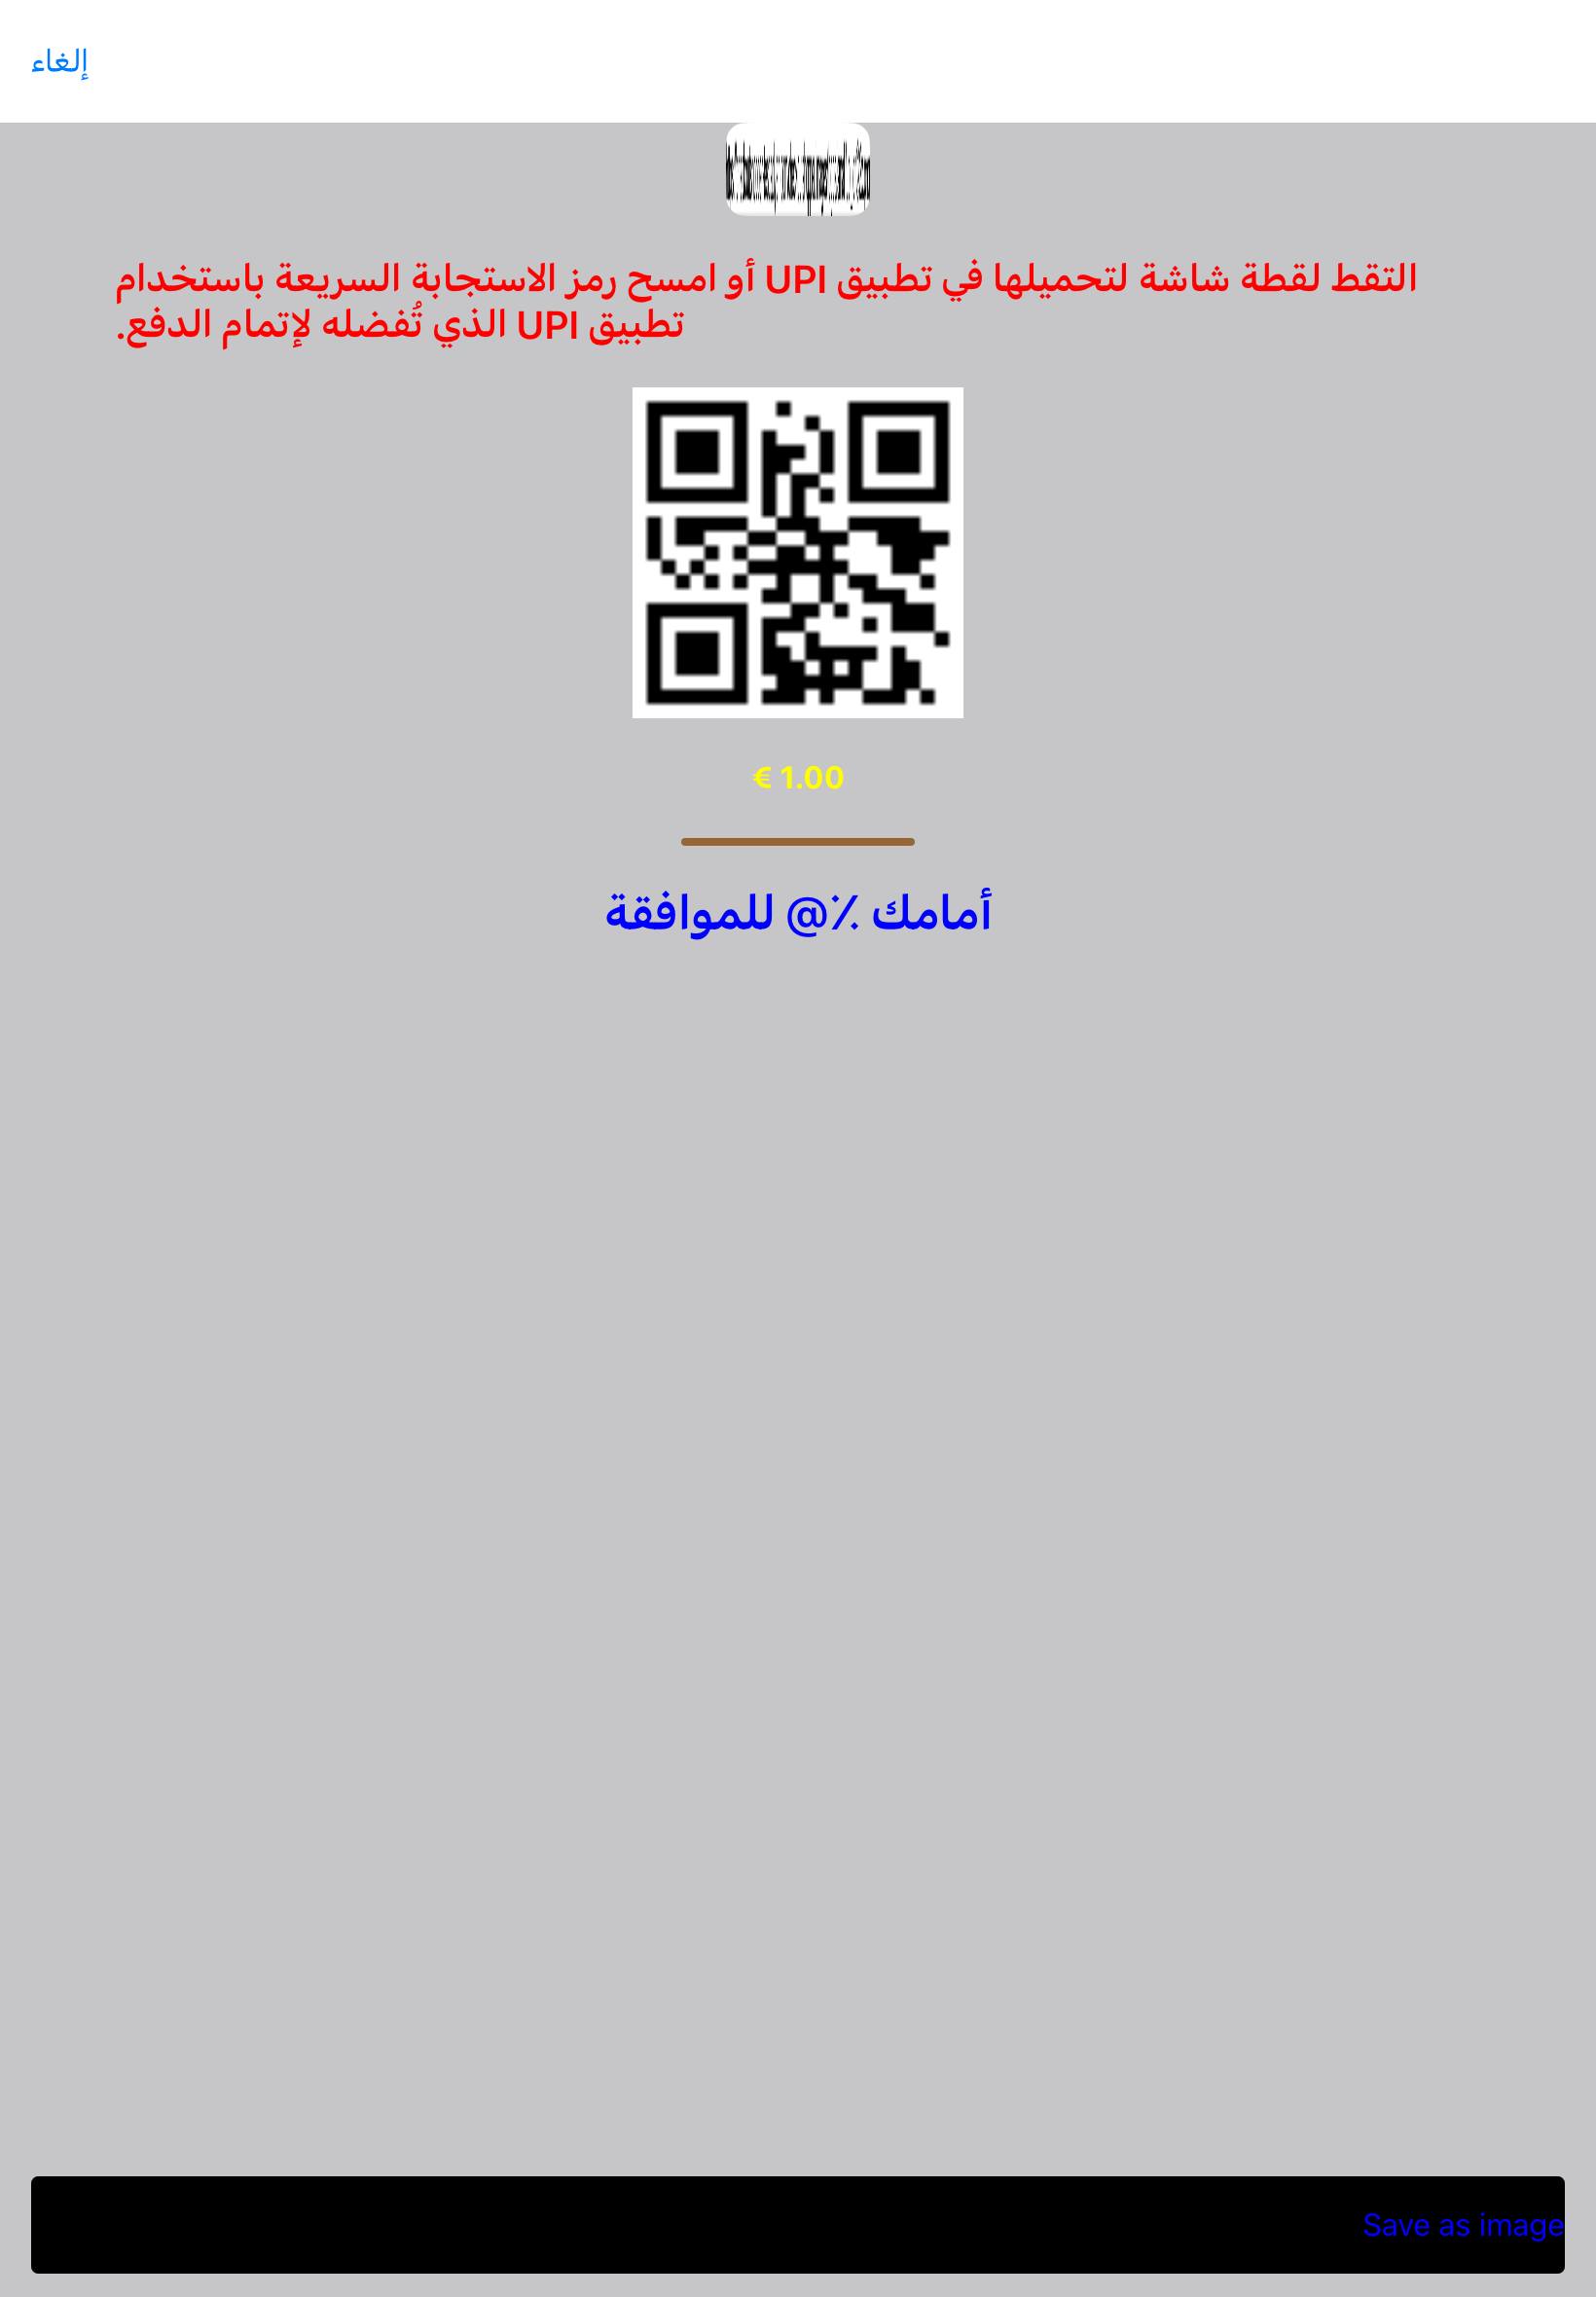 إلغاء
التقط لقطة شاشة لتحميلها في تطبيق UPI أو امسح رمز الاستجابة السريعة باستخدام
تطبيق UPI الذي تُفضله لإتمام الدفع.
€ 1.00
أمامك ٪@ للموافقة
Save as image